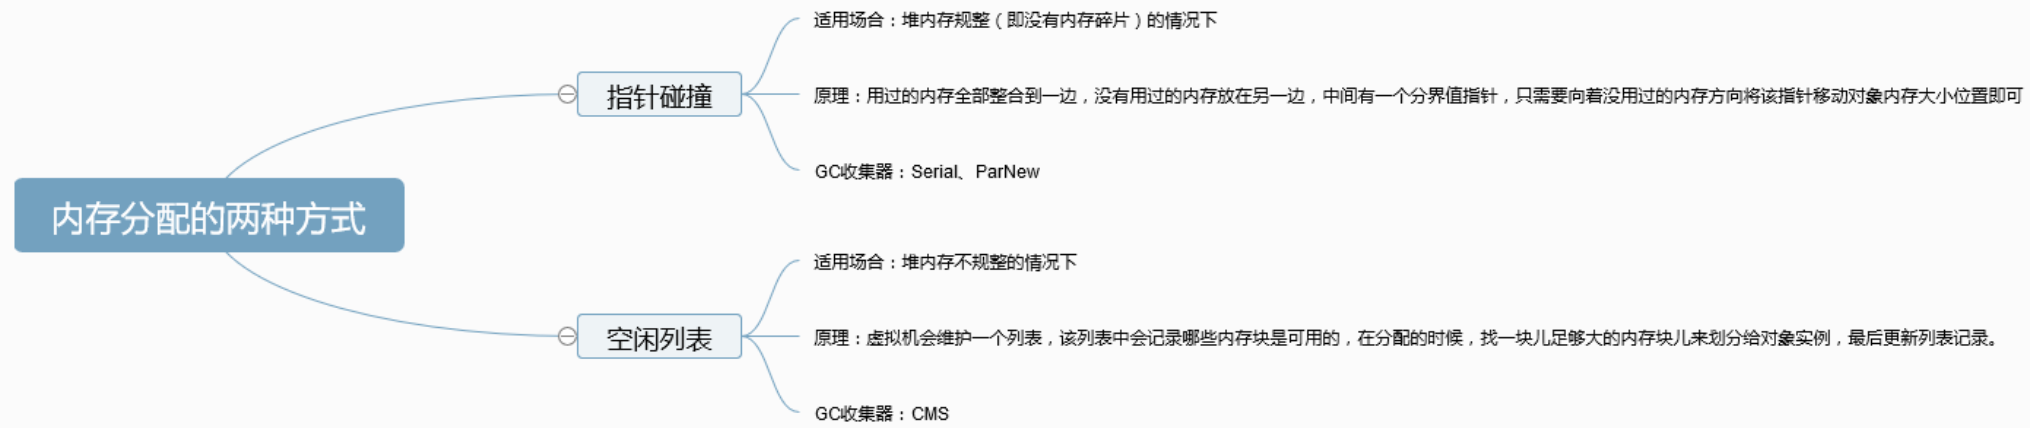 内存分配的两种方式
指针碰撞
适用场合：堆内存规整（即没有内存碎片）的情况下
原理：用过的内存全部整合到一边，没有用过的内存放在另一边，中间有一个分界值指针，只需要向着没用过的内存方向将该指针移动对象内存大小位置即可
GC收集器：Serial、ParNew
空闲列表
适用场合：堆内存不规整的情况下
原理：虚拟机会维护一个列表，该列表中会记录哪些内存块是可用的，在分配的时候，找一块儿足够大的内存块儿来划分给对象实例，最后更新列表记录。
GC收集器：CMS